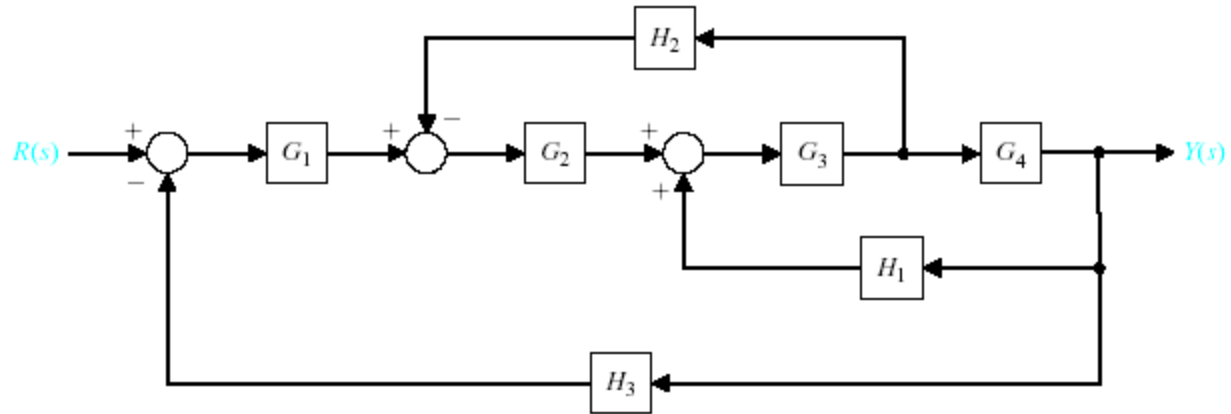 H₂
+
−
+
+
R(s)
G₁
G₂
G₃
G₄
Y(s)
−
+
H₁
H₃